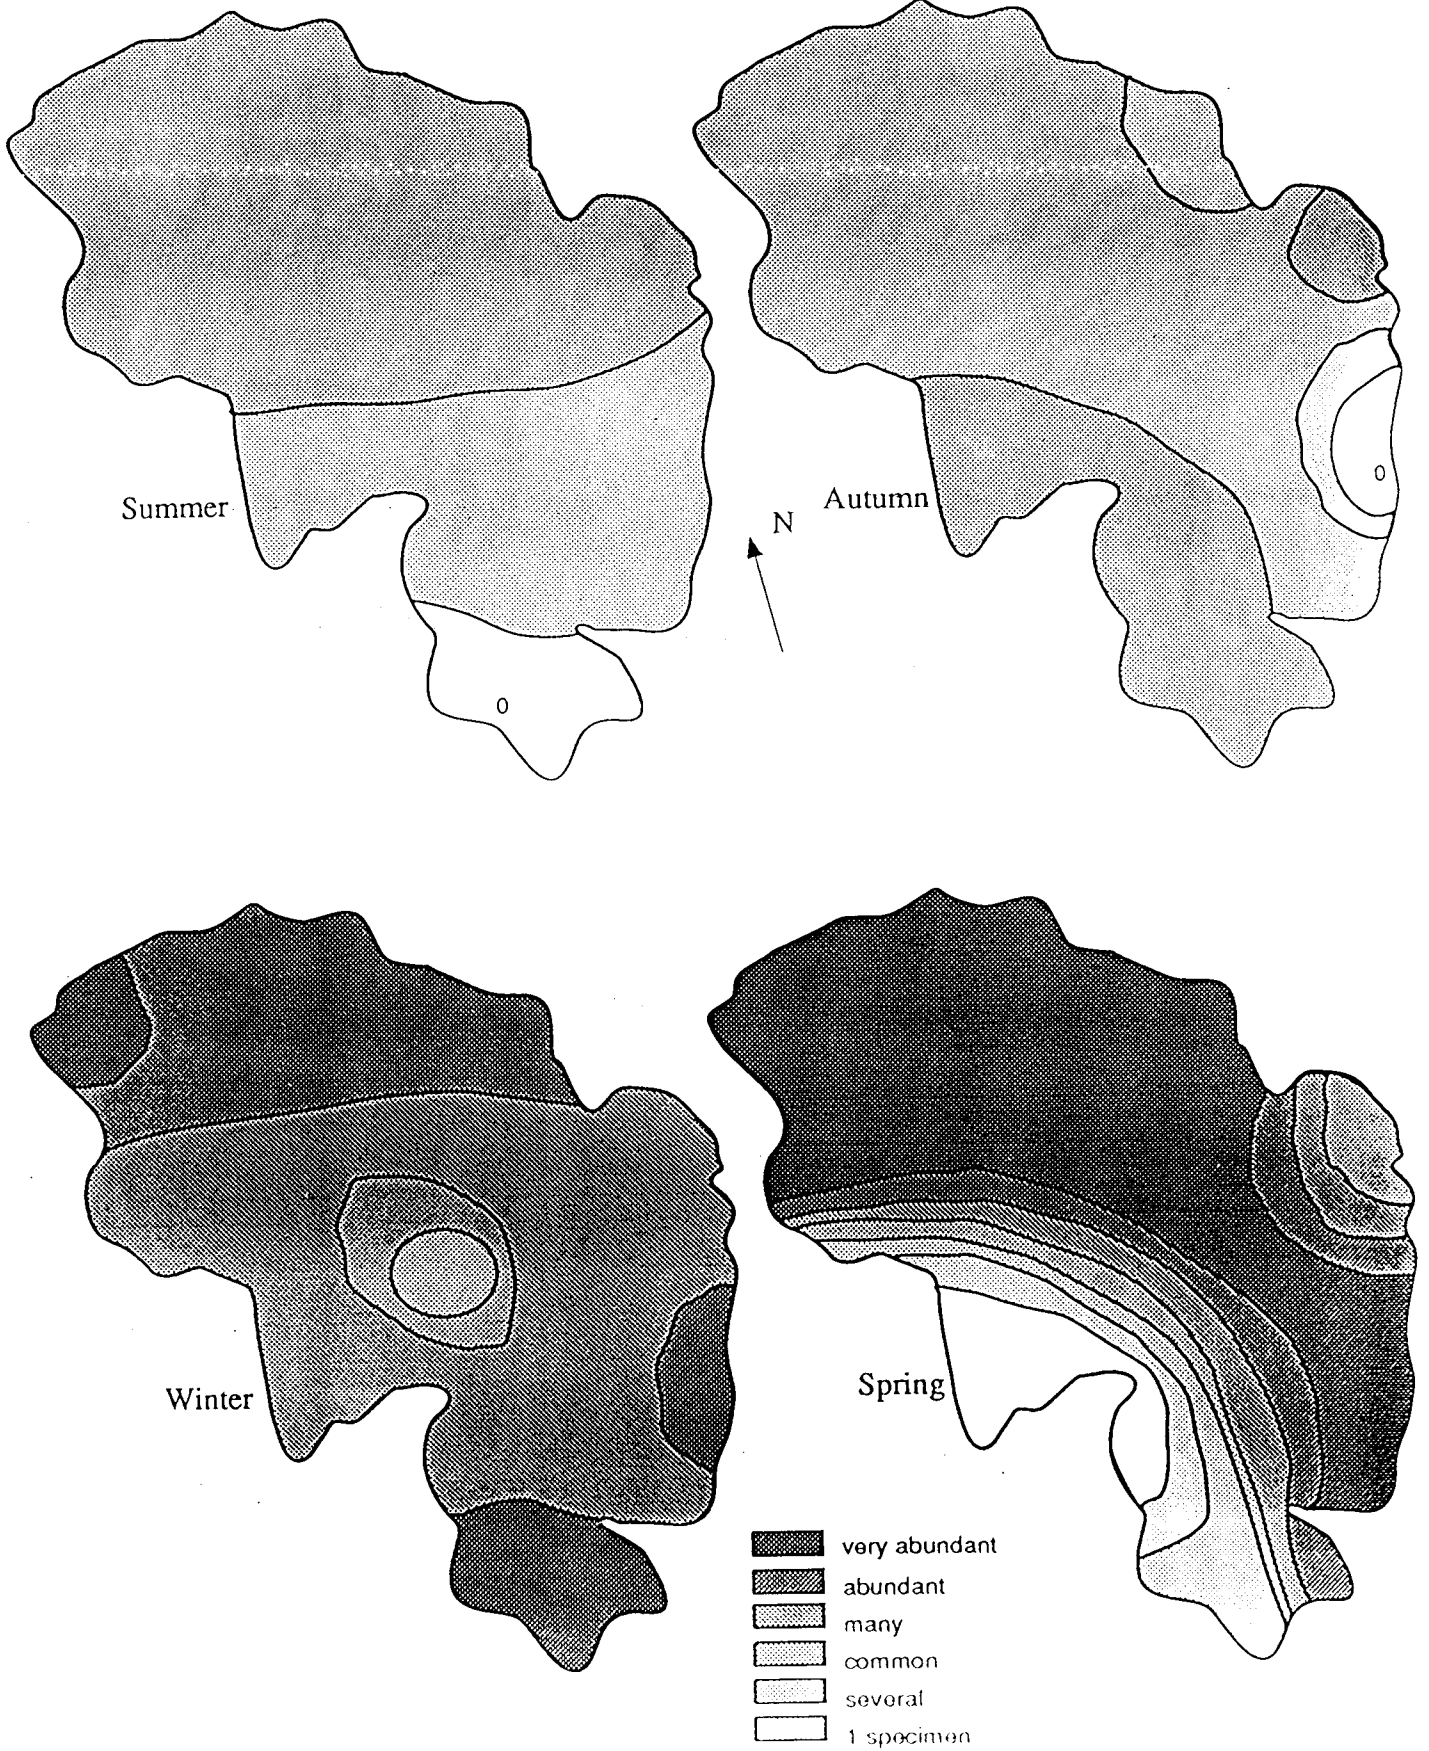 Summer
N
Autumn
0
0
Winter
Spring
very abundant
abundant
many
common
several
1 specimen